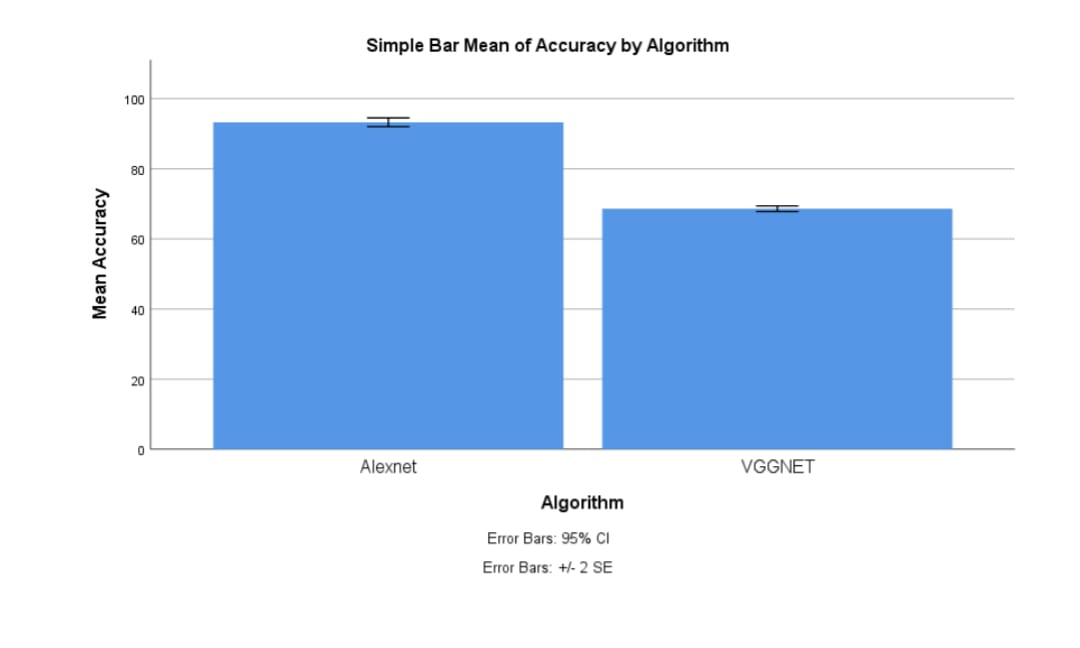 Simple Bar Mean of Accuracy by Algorithm
Mean Accuracy
100
80
60
40
20
0
Alexnet
VGGNET
Algorithm
Error Bars: 95% CI
Error Bars: +/- 2 SE